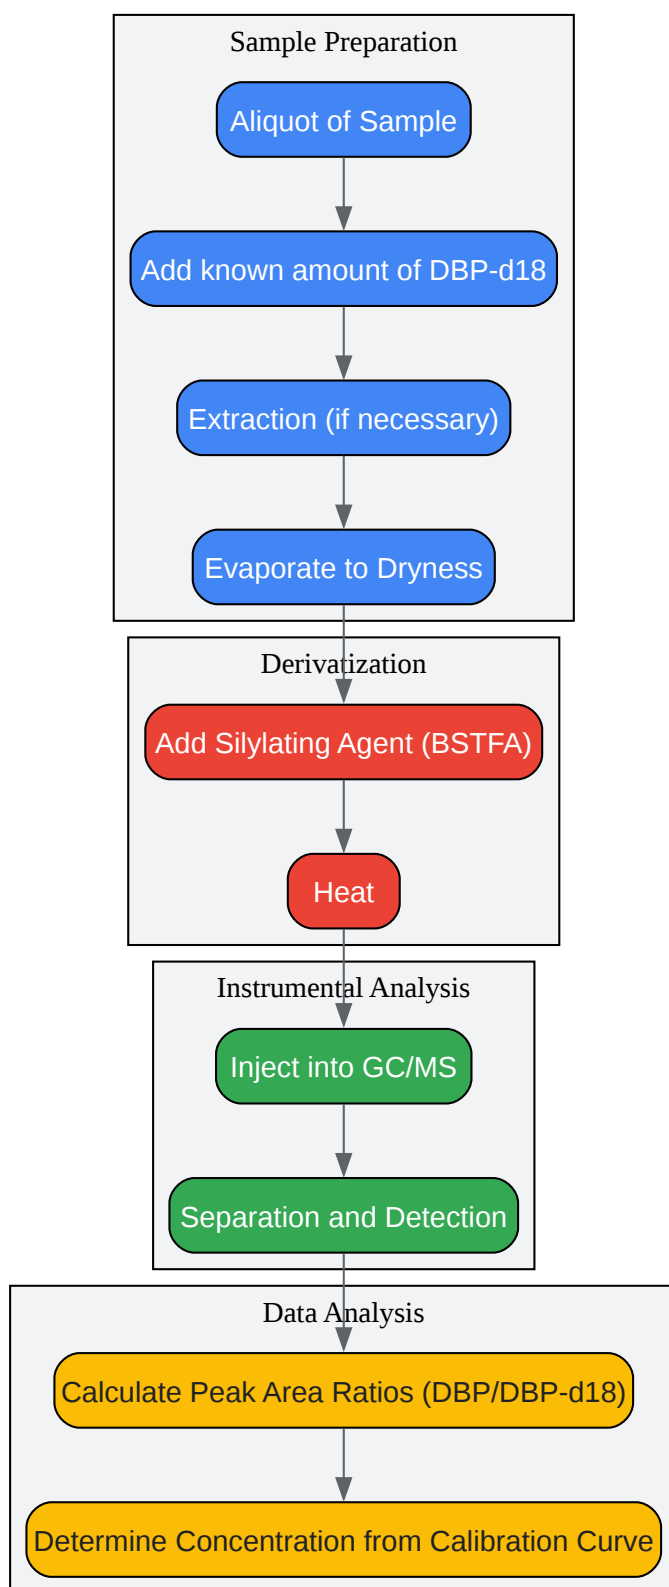 Sample Preparation
Aliquot of Sample
Add known amount of DBP-d18
Extraction (if necessary)
Evaporate to Dryness
Derivatization
Add Silylating Agent (BSTFA)
Heat
Instrumental Analysis
Inject into GC/MS
Separation and Detection
Data Analysis
Calculate Peak Area Ratios (DBP/DBP-d18)
Determine Concentration from Calibration Curve